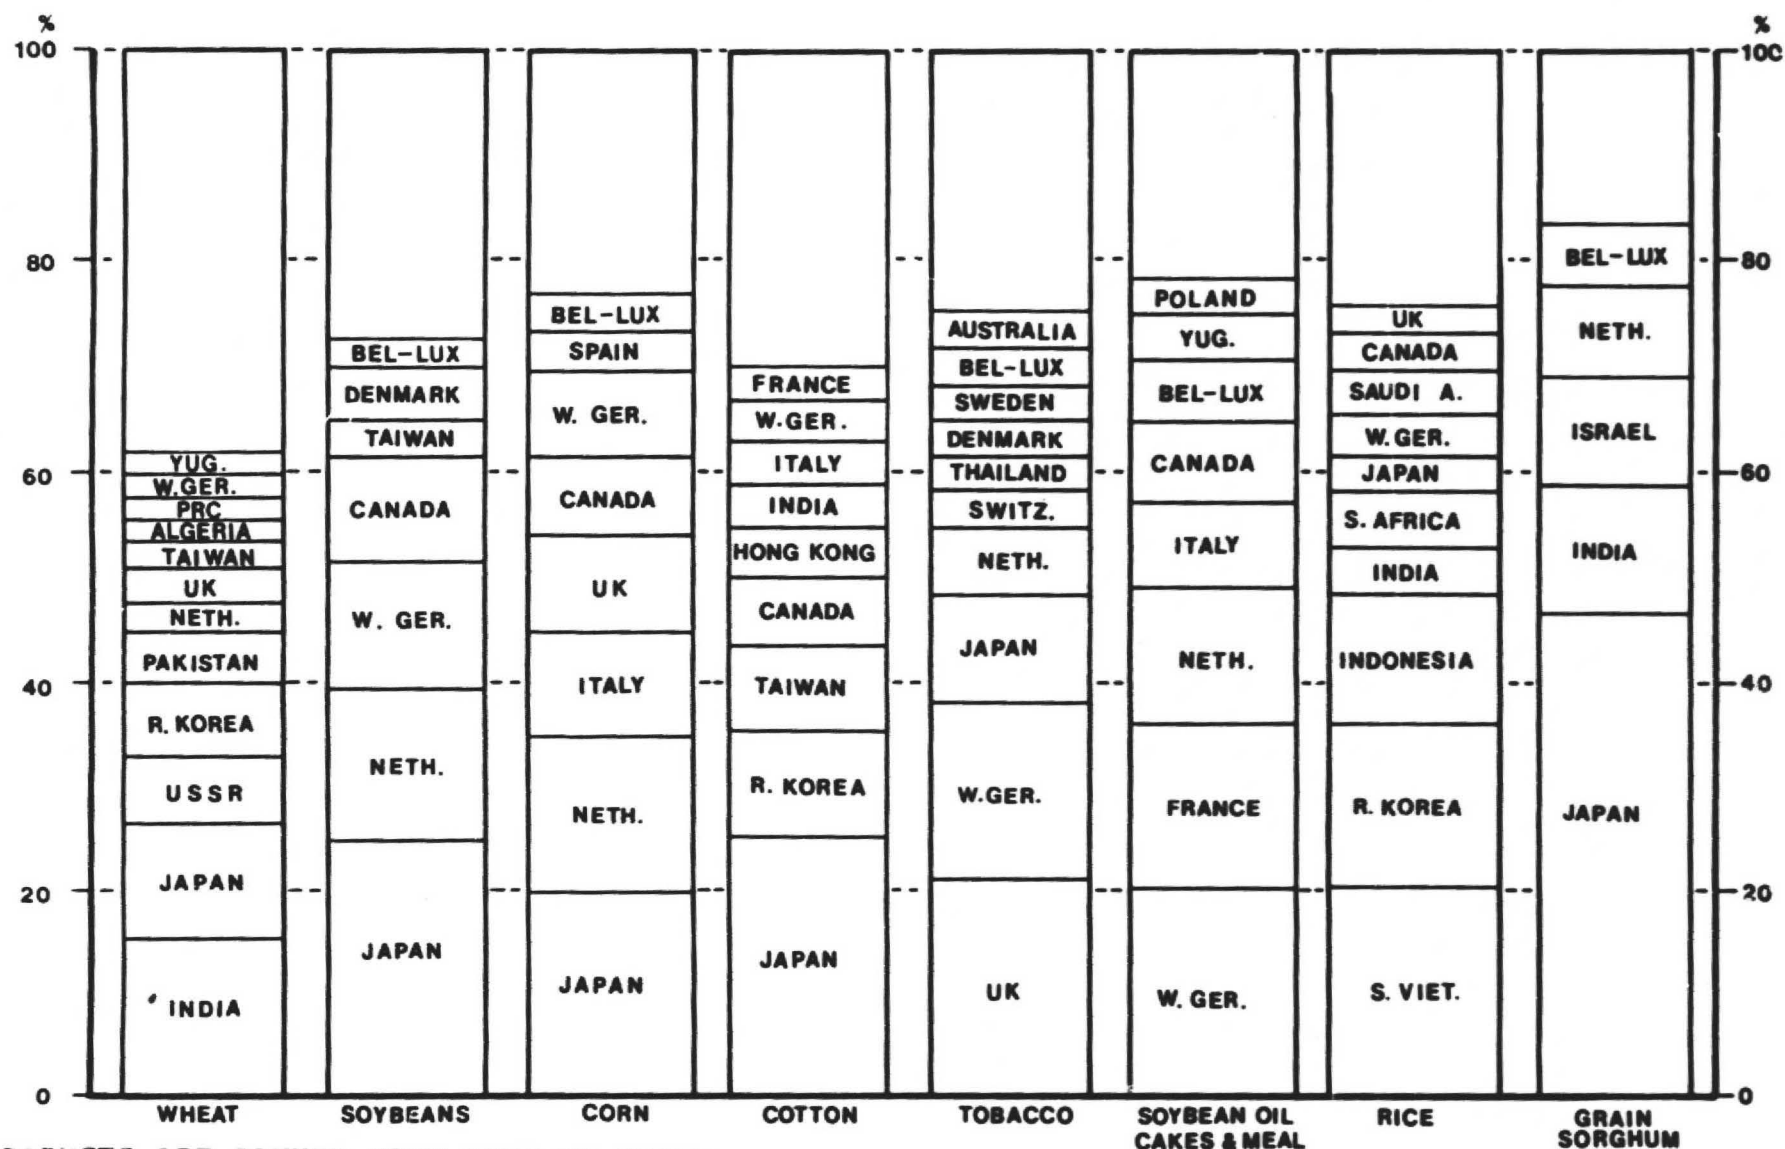 %
%
100
80
60
40
20
0
YUG.
W.GER.
PRC
ALGERIA
TAIWAN
UK
NETH.
PAKISTAN
R. KOREA
USSR
JAPAN
INDIA
WHEAT
BEL-LUX
DENMARK
TAIWAN
CANADA
W. GER.
NETH.
JAPAN
SOYBEANS
BEL-LUX
SPAIN
W. GER.
CANADA
UK
ITALY
NETH.
JAPAN
CORN
FRANCE
W.GER.
ITALY
INDIA
HONG KONG
CANADA
TAIWAN
R. KOREA
JAPAN
COTTON
AUSTRALIA
BEL-LUX
SWEDEN
DENMARK
THAILAND
SWITZ.
NETH.
JAPAN
W.GER.
UK
TOBACCO
POLAND
YUG.
BEL-LUX
CANADA
ITALY
NETH.
FRANCE
W. GER.
SOYBEAN OIL
CAKES & MEAL
UK
CANADA
SAUDI A.
W.GER.
JAPAN
S. AFRICA
INDIA
INDONESIA
R. KOREA
S. VIET.
RICE
BEL-LUX
NETH.
ISRAEL
INDIA
JAPAN
GRAIN
SORGHUM
100
80
60
40
20
0